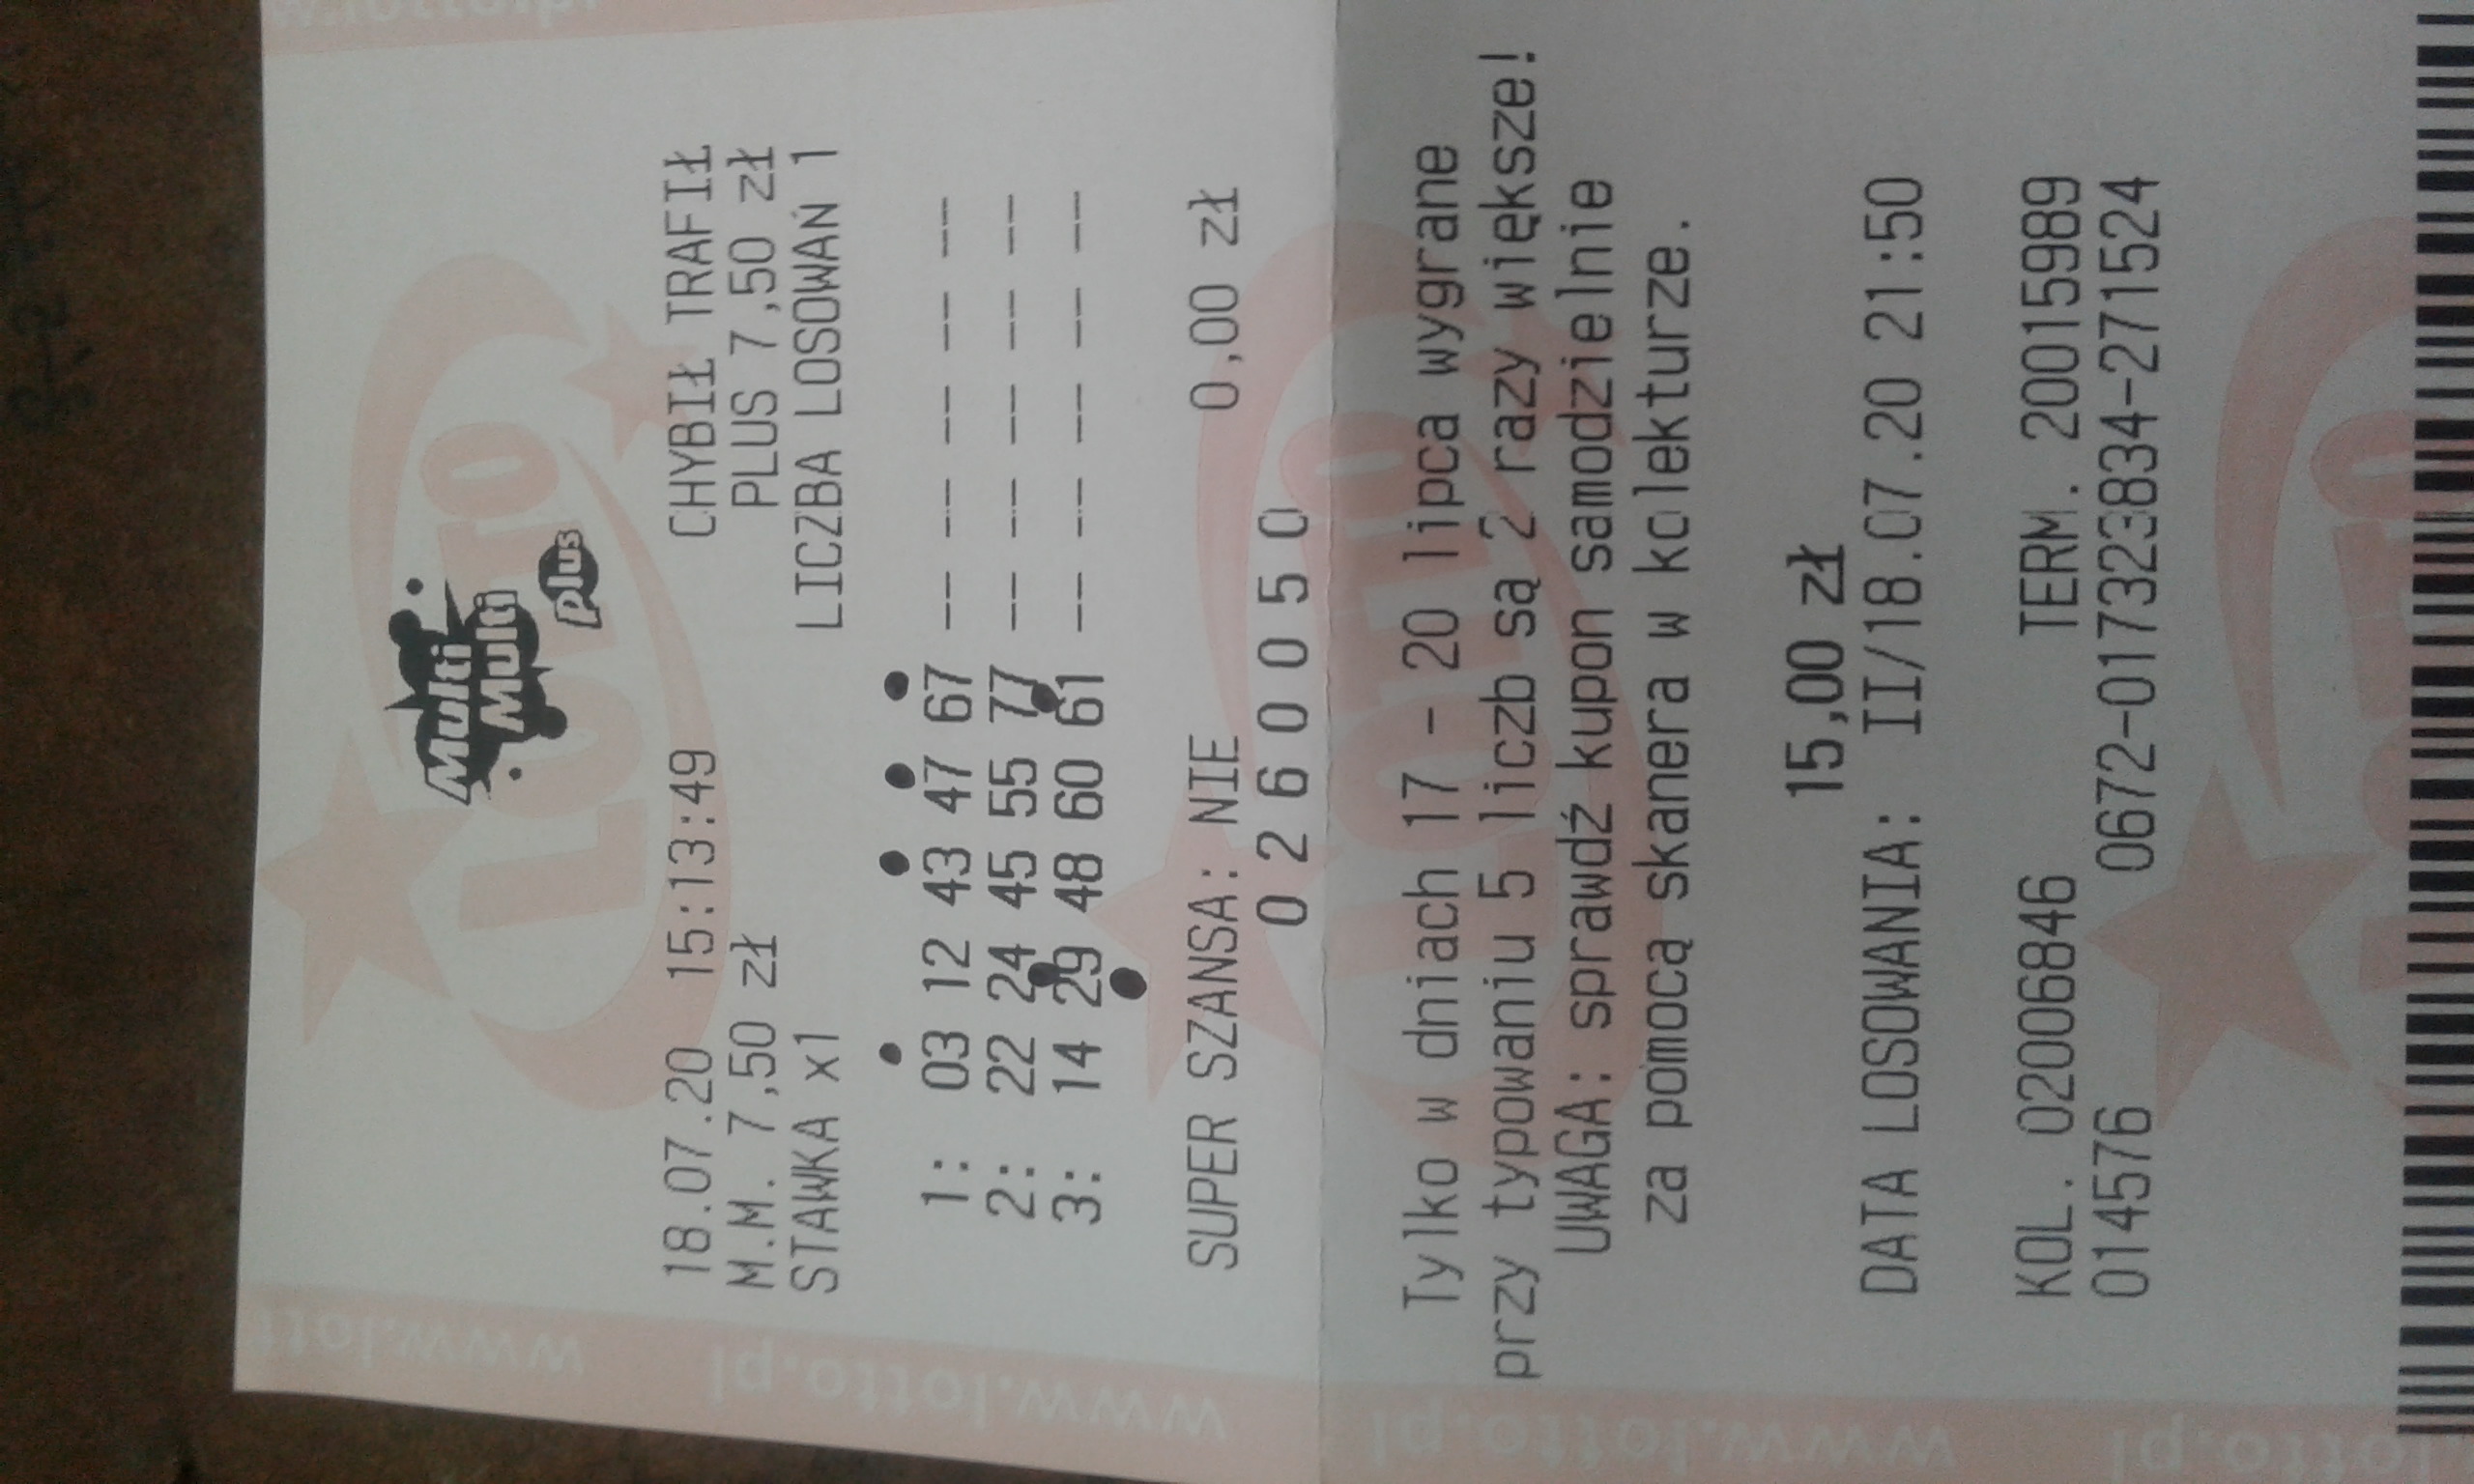 Multi
Multi
plus
18.07.20 15:13:49 CHYBIŁ TRAFIŁ
M.M. 7,50 zł PLUS 7,50 zł
STAWKA x1 LICZBA LOSOWAŃ 1
1: 03 12 43 47 67 -- -- -- -- --
2: 22 24 45 55 77 -- -- -- -- --
3: 14 29 48 60 61 -- -- -- -- --
SUPER SZANSA: NIE 0,00 zł
0 2 6 0 0 5 0
Tylko w dniach 17 - 20 lipca wygrane
przy typowaniu 5 liczb są 2 razy większe!
UWAGA: sprawdź kupon samodzielnie
za pomocą skanera w kolekturze.
15,00 zł
DATA LOSOWANIA: II/18.07.20 21:50
KOL. 02006846 TERM. 20015989
014576 0672-017323834-271524
LOTTO
LOTTO
www.lotto.pl
www.lotto.pl